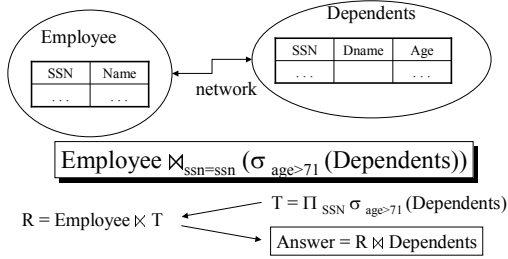 Employee
SSN Name
. . . . . .
network
Dependents
SSN Dname Age
. . . . . .
Employee ⋈ssn=ssn (σ age>71 (Dependents))
T = Π SSN σ age>71 (Dependents)
R = Employee ⋉ T
Answer = R ⋈ Dependents